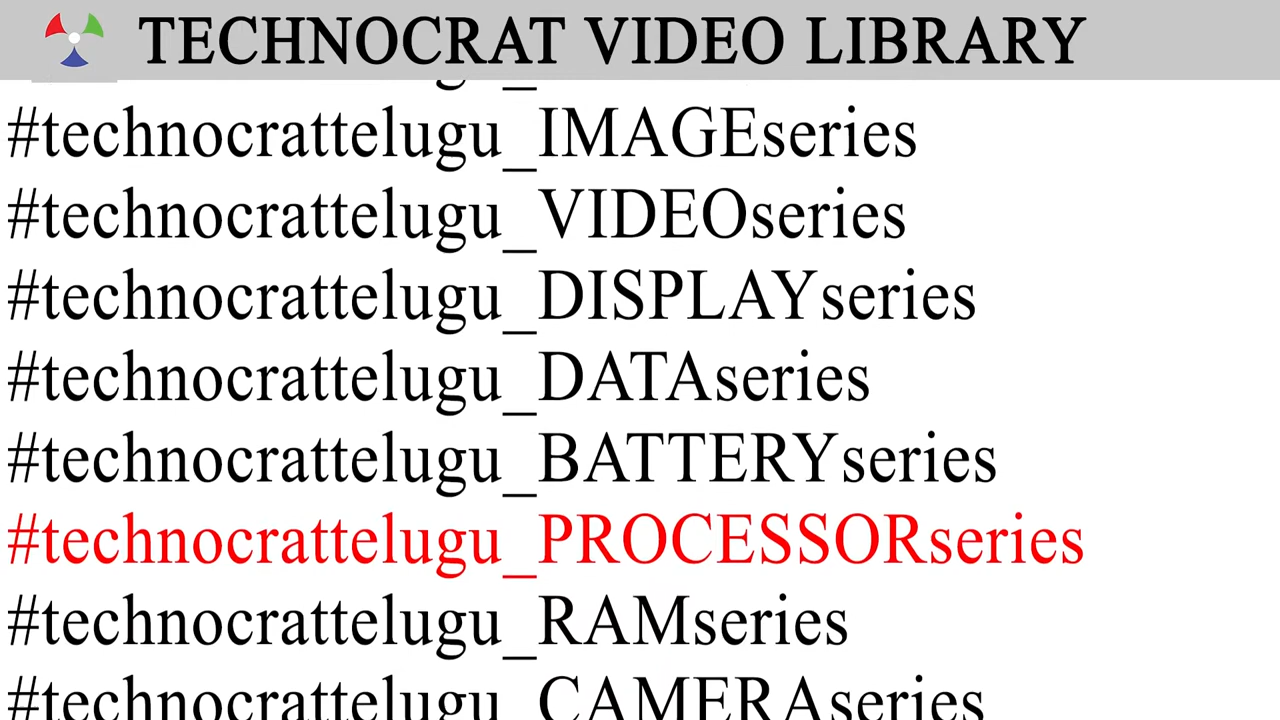 TECHNOCRAT VIDEO LIBRARY
#technocrattelugu_IMAGEseries
#technocrattelugu_VIDEOseries
#technocrattelugu_DISPLAYseries
#technocrattelugu_DATAseries
#technocrattelugu_BATTERYseries
#technocrattelugu_PROCESSORseries
#technocrattelugu_RAMseries
#technocrattelugu_CAMERAseries